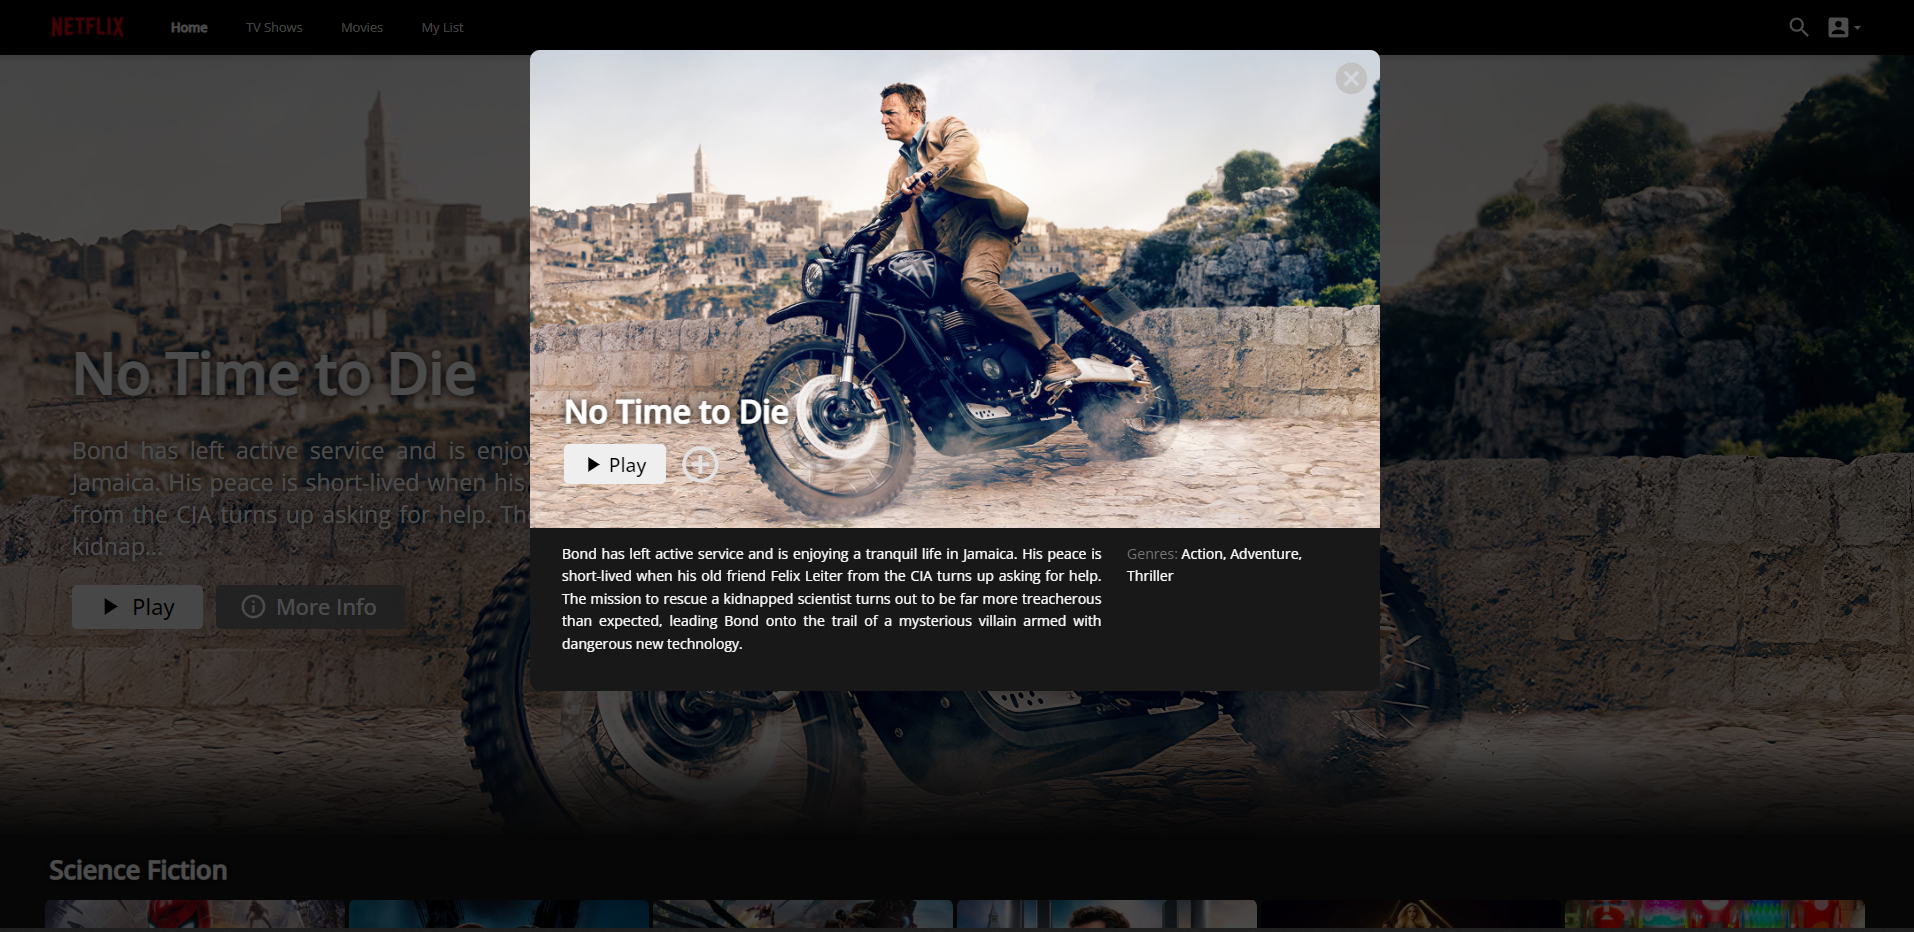 NETFLIX
Home
TV Shows
Movies
My List
No Time to Die
Bond has left active service and is enjoy
Jamaica. His peace is short-lived when his
from the CIA turns up asking for help. The
kidnap...
Play
More Info
No Time to Die
Play
Bond has left active service and is enjoying a tranquil life in Jamaica. His peace is
short-lived when his old friend Felix Leiter from the CIA turns up asking for help.
The mission to rescue a kidnapped scientist turns out to be far more treacherous
than expected, leading Bond onto the trail of a mysterious villain armed with
dangerous new technology.
Genres: Action, Adventure,
Thriller
Science Fiction